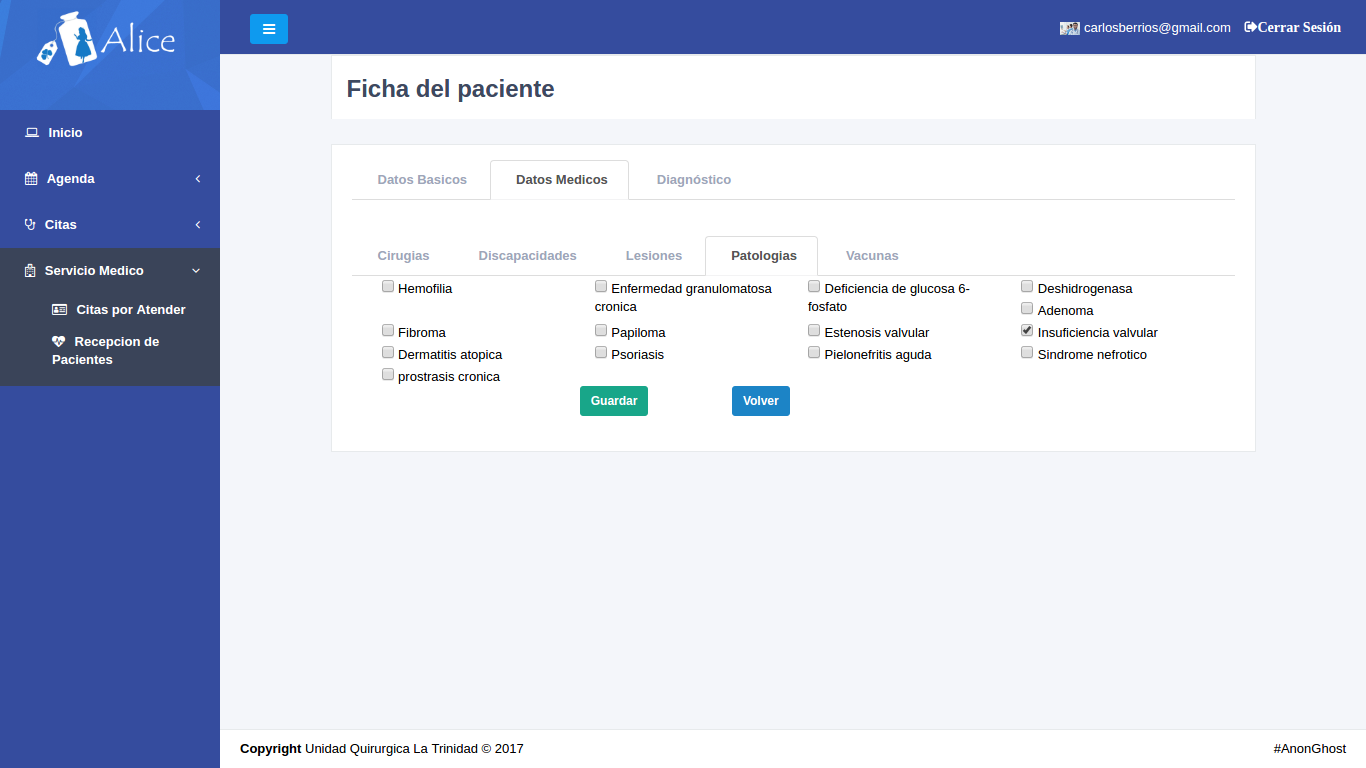 Alice
carlosberrios@gmail.com Cerrar Sesión
Ficha del paciente
Inicio
Agenda
Citas
Servicio Medico
Citas por Atender
Recepcion de
Pacientes
Datos Basicos Datos Medicos Diagnóstico
Cirugias Discapacidades Lesiones Patologias Vacunas
Hemofilia Enfermedad granulomatosa Deficiencia de glucosa 6- Deshidrogenasa
cronica fosfato Adenoma
Fibroma Papiloma Estenosis valvular Insuficiencia valvular
Dermatitis atopica Psoriasis Pielonefritis aguda Sindrome nefrotico
prostrasis cronica
Guardar Volver
Copyright Unidad Quirurgica La Trinidad © 2017 #AnonGhost